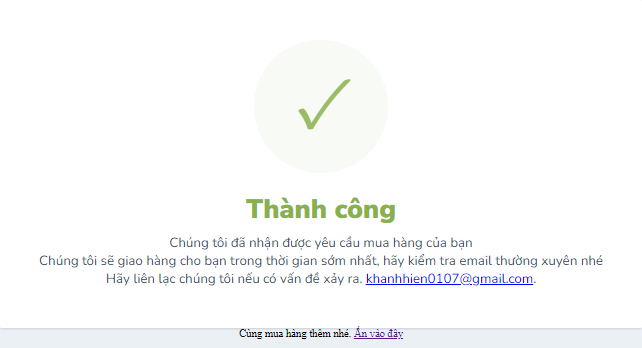 Thành công
Chúng tôi đã nhận được yêu cầu mua hàng của bạn
Chúng tôi sẽ giao hàng cho bạn trong thời gian sớm nhất, hãy kiểm tra email thường xuyên nhé
Hãy liên lạc chúng tôi nếu có vấn đề xảy ra. khanhhien0107@gmail.com.
Cùng mua hàng thêm nhé. Ấn vào đây